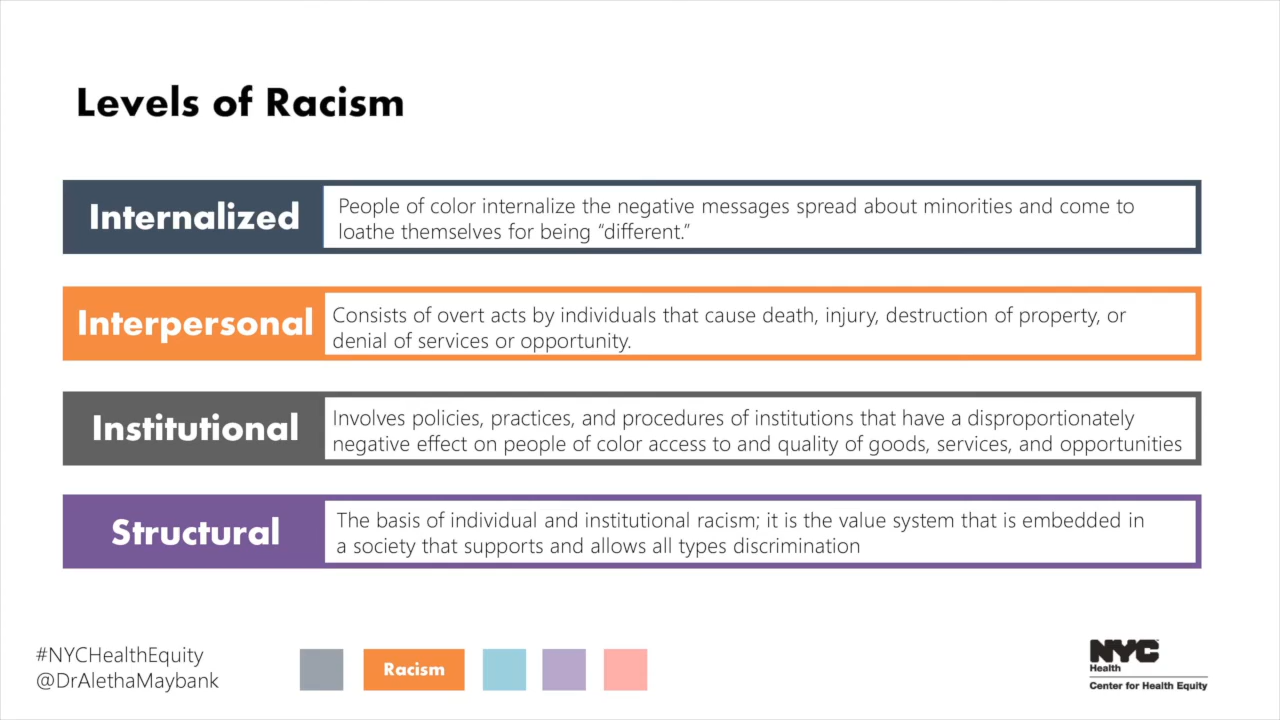 Levels of Racism
Internalized
People of color internalize the negative messages spread about minorities and come to
loathe themselves for being “different.”
Interpersonal
Consists of overt acts by individuals that cause death, injury, destruction of property, or
denial of services or opportunity.
Institutional
Involves policies, practices, and procedures of institutions that have a disproportionately
negative effect on people of color access to and quality of goods, services, and opportunities
Structural
The basis of individual and institutional racism; it is the value system that is embedded in
a society that supports and allows all types discrimination
#NYCHealthEquity
@DrAlethaMaybank
Racism
NYC
Health
Center for Health Equity